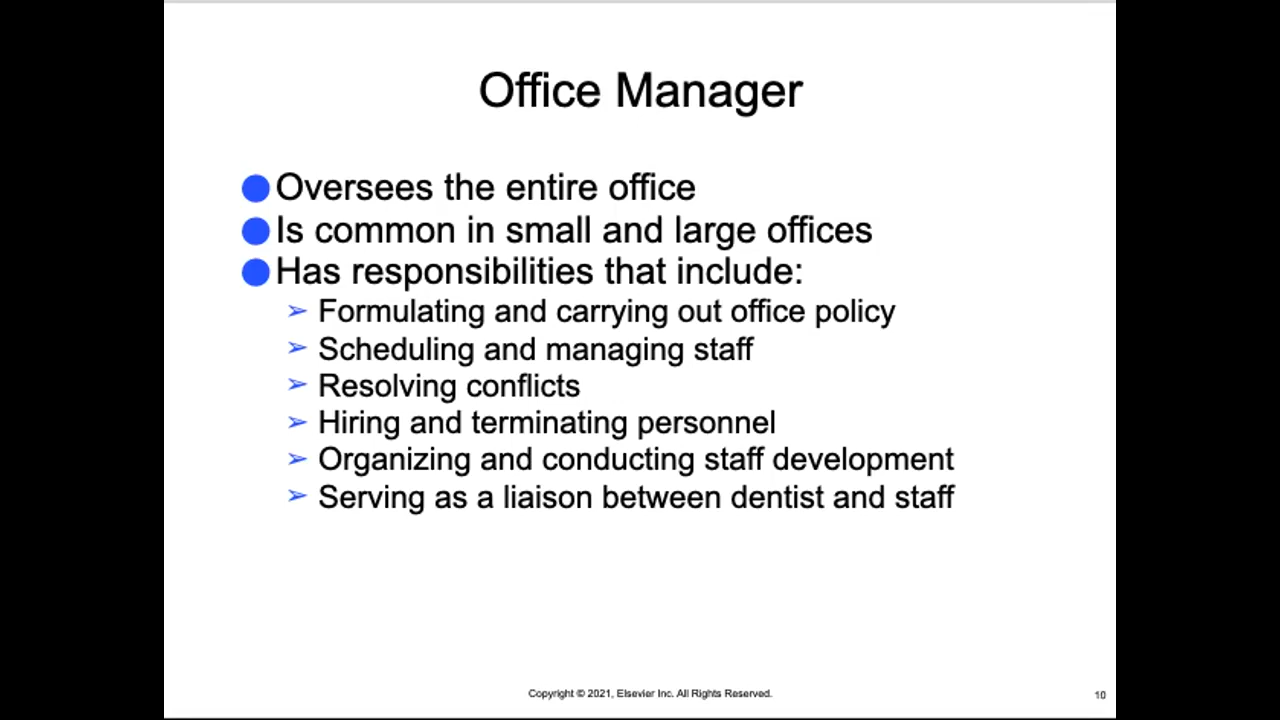 Office Manager
Oversees the entire office
Is common in small and large offices
Has responsibilities that include:
➢ Formulating and carrying out office policy
➢ Scheduling and managing staff
➢ Resolving conflicts
➢ Hiring and terminating personnel
➢ Organizing and conducting staff development
➢ Serving as a liaison between dentist and staff
Copyright © 2021, Elsevier Inc. All Rights Reserved.
10